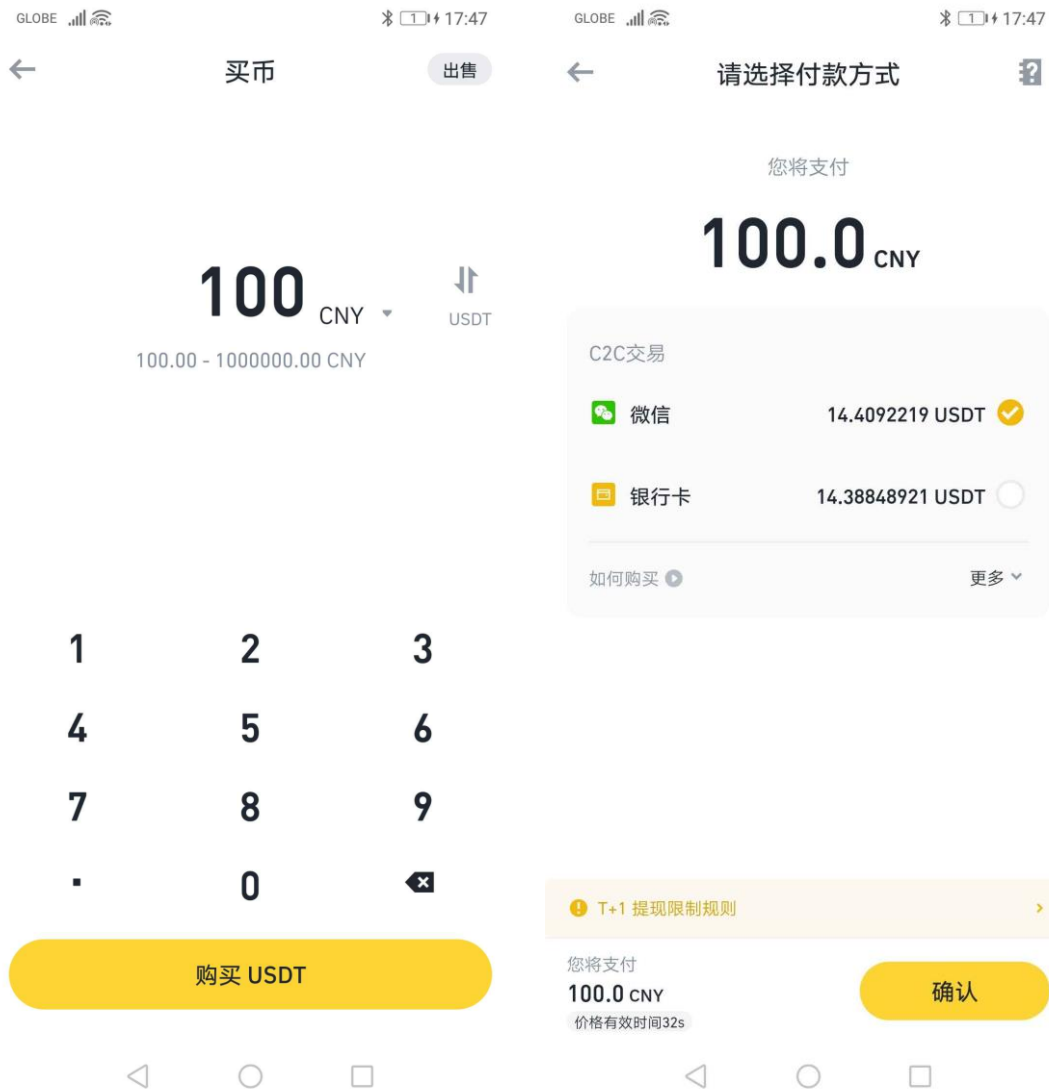 GLOBE
1
17:47
买币
出售
100 CNY
USDT
100.00 - 1000000.00 CNY
1 2 3
4 5 6
7 8 9
. 0
购买 USDT
GLOBE
1
17:47
请选择付款方式
您将支付
100.0 CNY
C2C交易
微信 14.4092219 USDT
银行卡 14.38848921 USDT
如何购买 更多
T+1 提现限制规则
您将支付
100.0 CNY
价格有效时间32s
确认